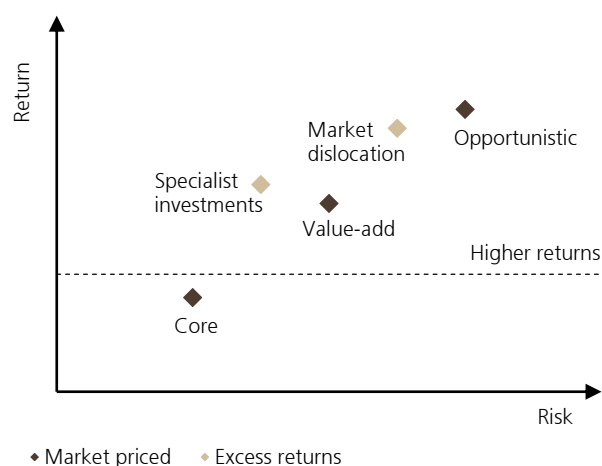 Return
Market
dislocation
Opportunistic
Specialist
investments
Value-add
Higher returns
Core
Risk
Market priced
Excess returns